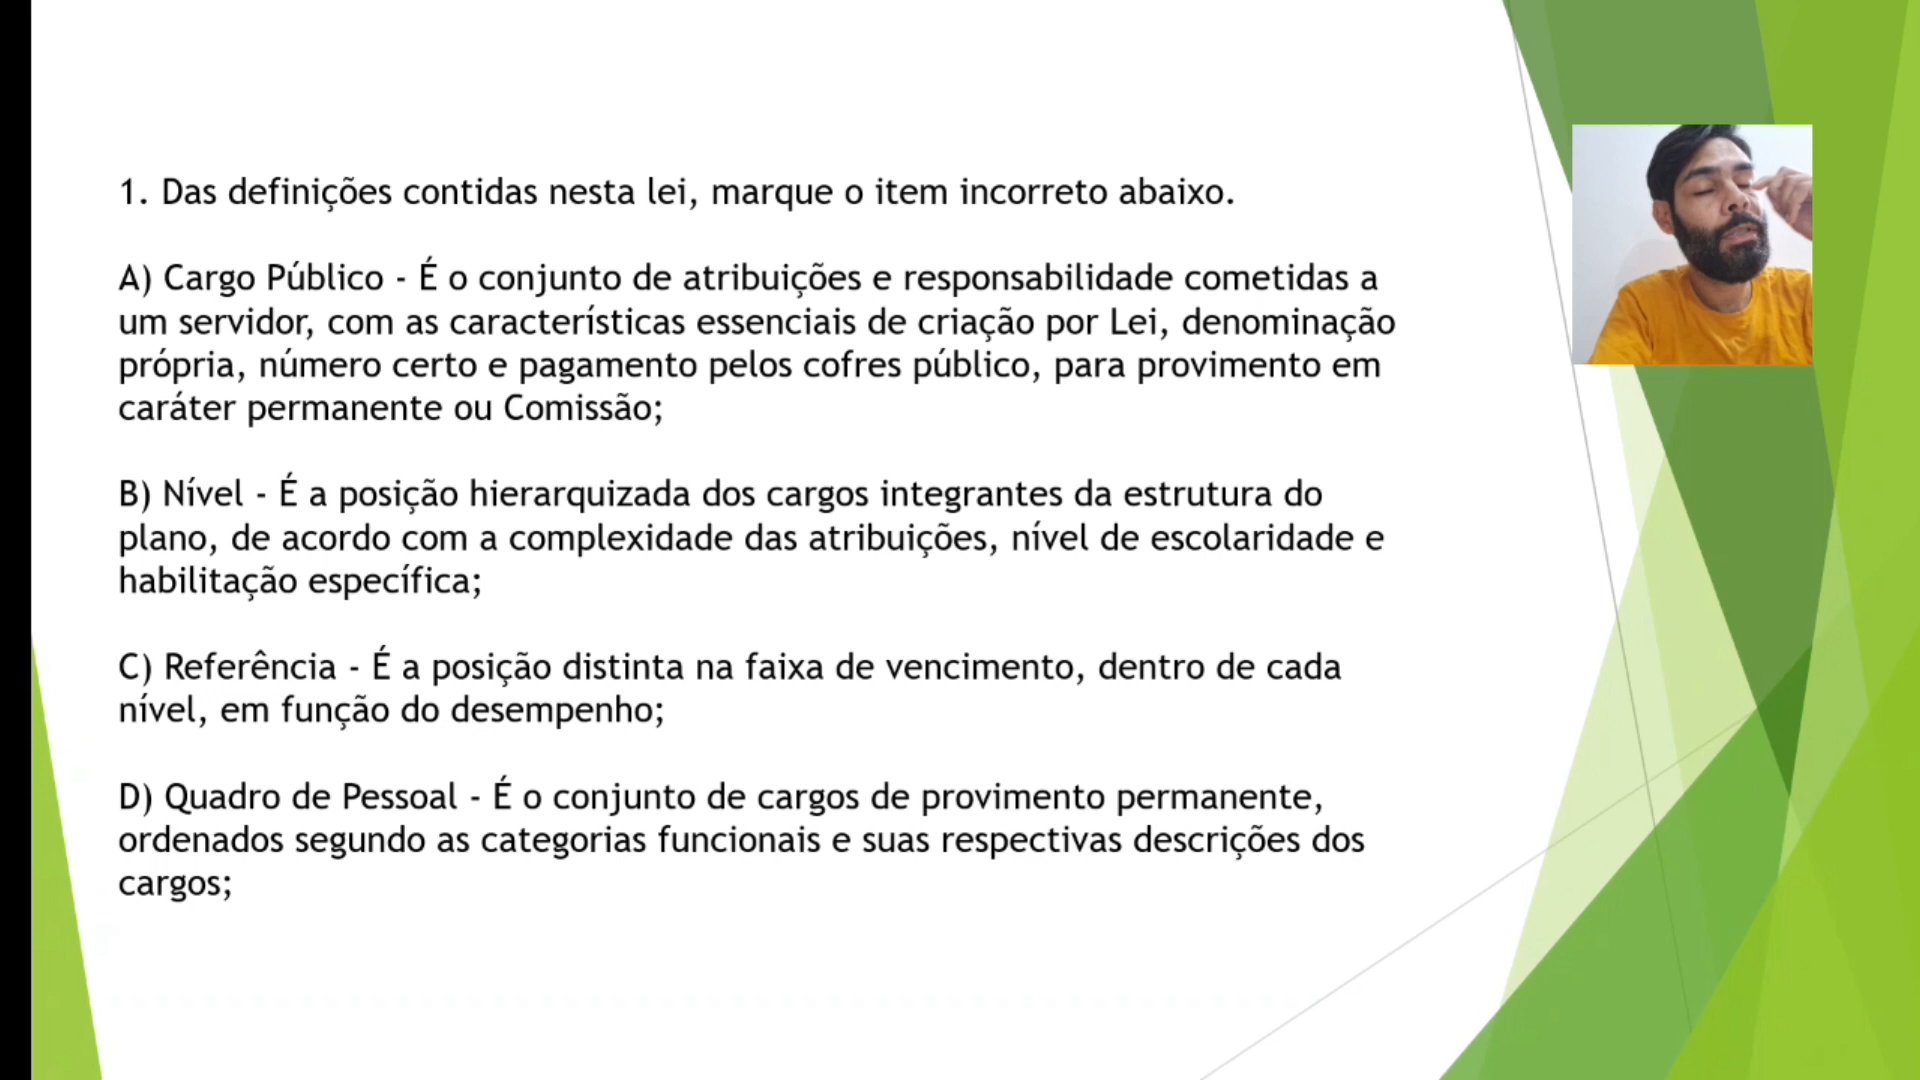 1. Das definições contidas nesta lei, marque o item incorreto abaixo.
A) Cargo Público - É o conjunto de atribuições e responsabilidade cometidas a
um servidor, com as características essenciais de criação por Lei, denominação
própria, número certo e pagamento pelos cofres público, para provimento em
caráter permanente ou Comissão;
B) Nível - É a posição hierarquizada dos cargos integrantes da estrutura do
plano, de acordo com a complexidade das atribuições, nível de escolaridade e
habilitação específica;
C) Referência - É a posição distinta na faixa de vencimento, dentro de cada
nível, em função do desempenho;
D) Quadro de Pessoal - É o conjunto de cargos de provimento permanente,
ordenados segundo as categorias funcionais e suas respectivas descrições dos
cargos;